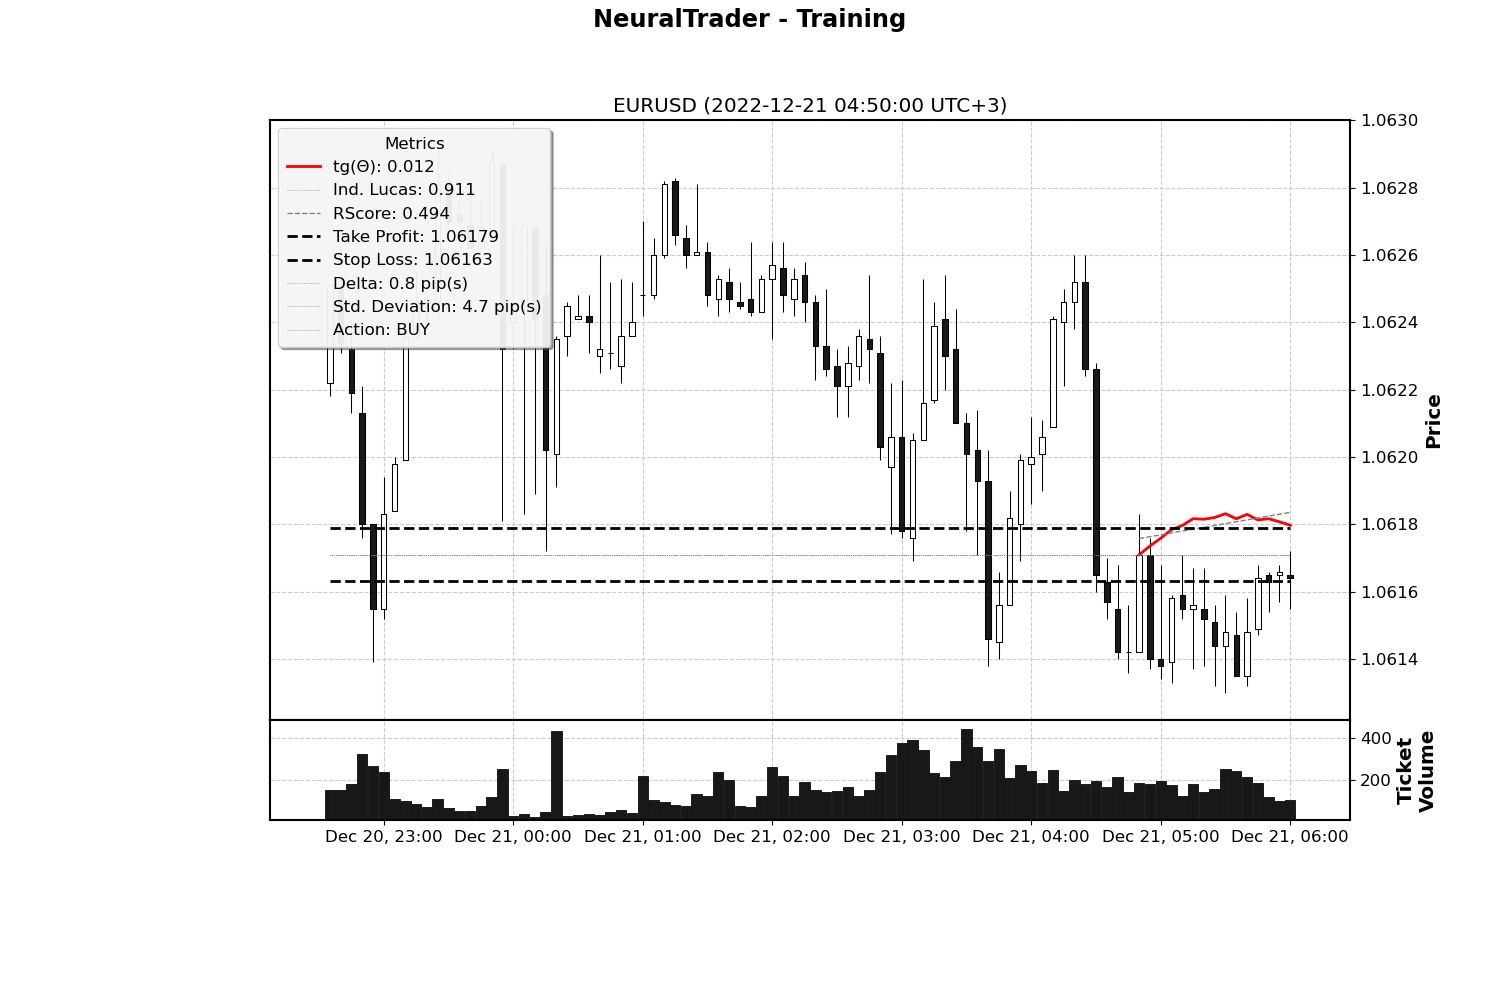 NeuralTrader - Training
EURUSD (2022-12-21 04:50:00 UTC+3)
Metrics
tg(Θ): 0.012
Ind. Lucas: 0.911
RScore: 0.494
Take Profit: 1.06179
Stop Loss: 1.06163
Delta: 0.8 pip(s)
Std. Deviation: 4.7 pip(s)
Action: BUY
1.0630
1.0628
1.0626
1.0624
1.0622
1.0620
1.0618
1.0616
1.0614
Price
400
200
Ticket
Volume
Dec 20, 23:00
Dec 21, 00:00
Dec 21, 01:00
Dec 21, 02:00
Dec 21, 03:00
Dec 21, 04:00
Dec 21, 05:00
Dec 21, 06:00